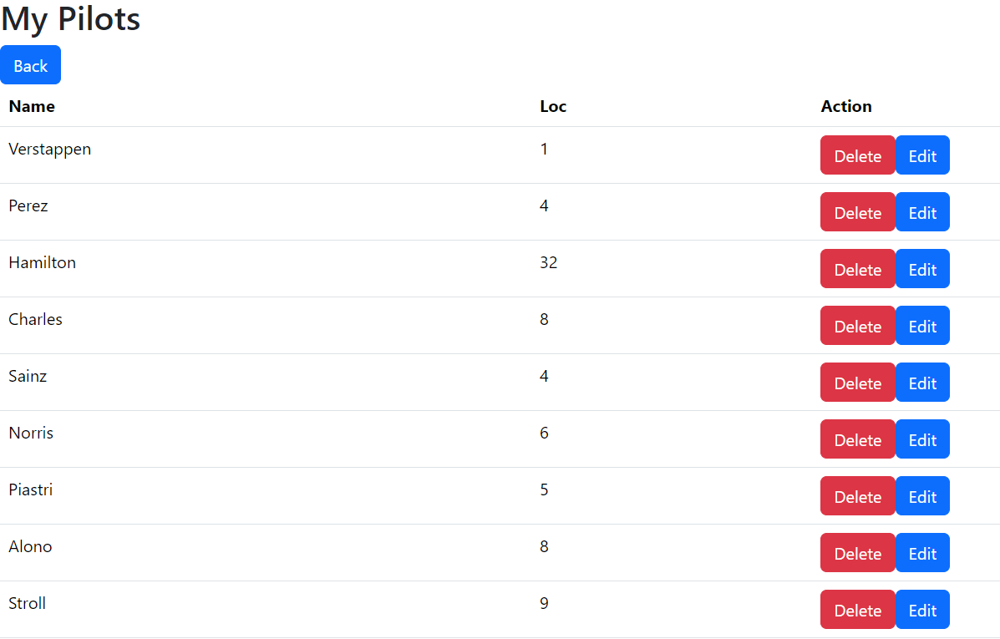 My Pilots
Back
Name Loc Action
Verstappen 1 Delete Edit
Perez 4 Delete Edit
Hamilton 32 Delete Edit
Charles 8 Delete Edit
Sainz 4 Delete Edit
Norris 6 Delete Edit
Piastri 5 Delete Edit
Alono 8 Delete Edit
Stroll 9 Delete Edit